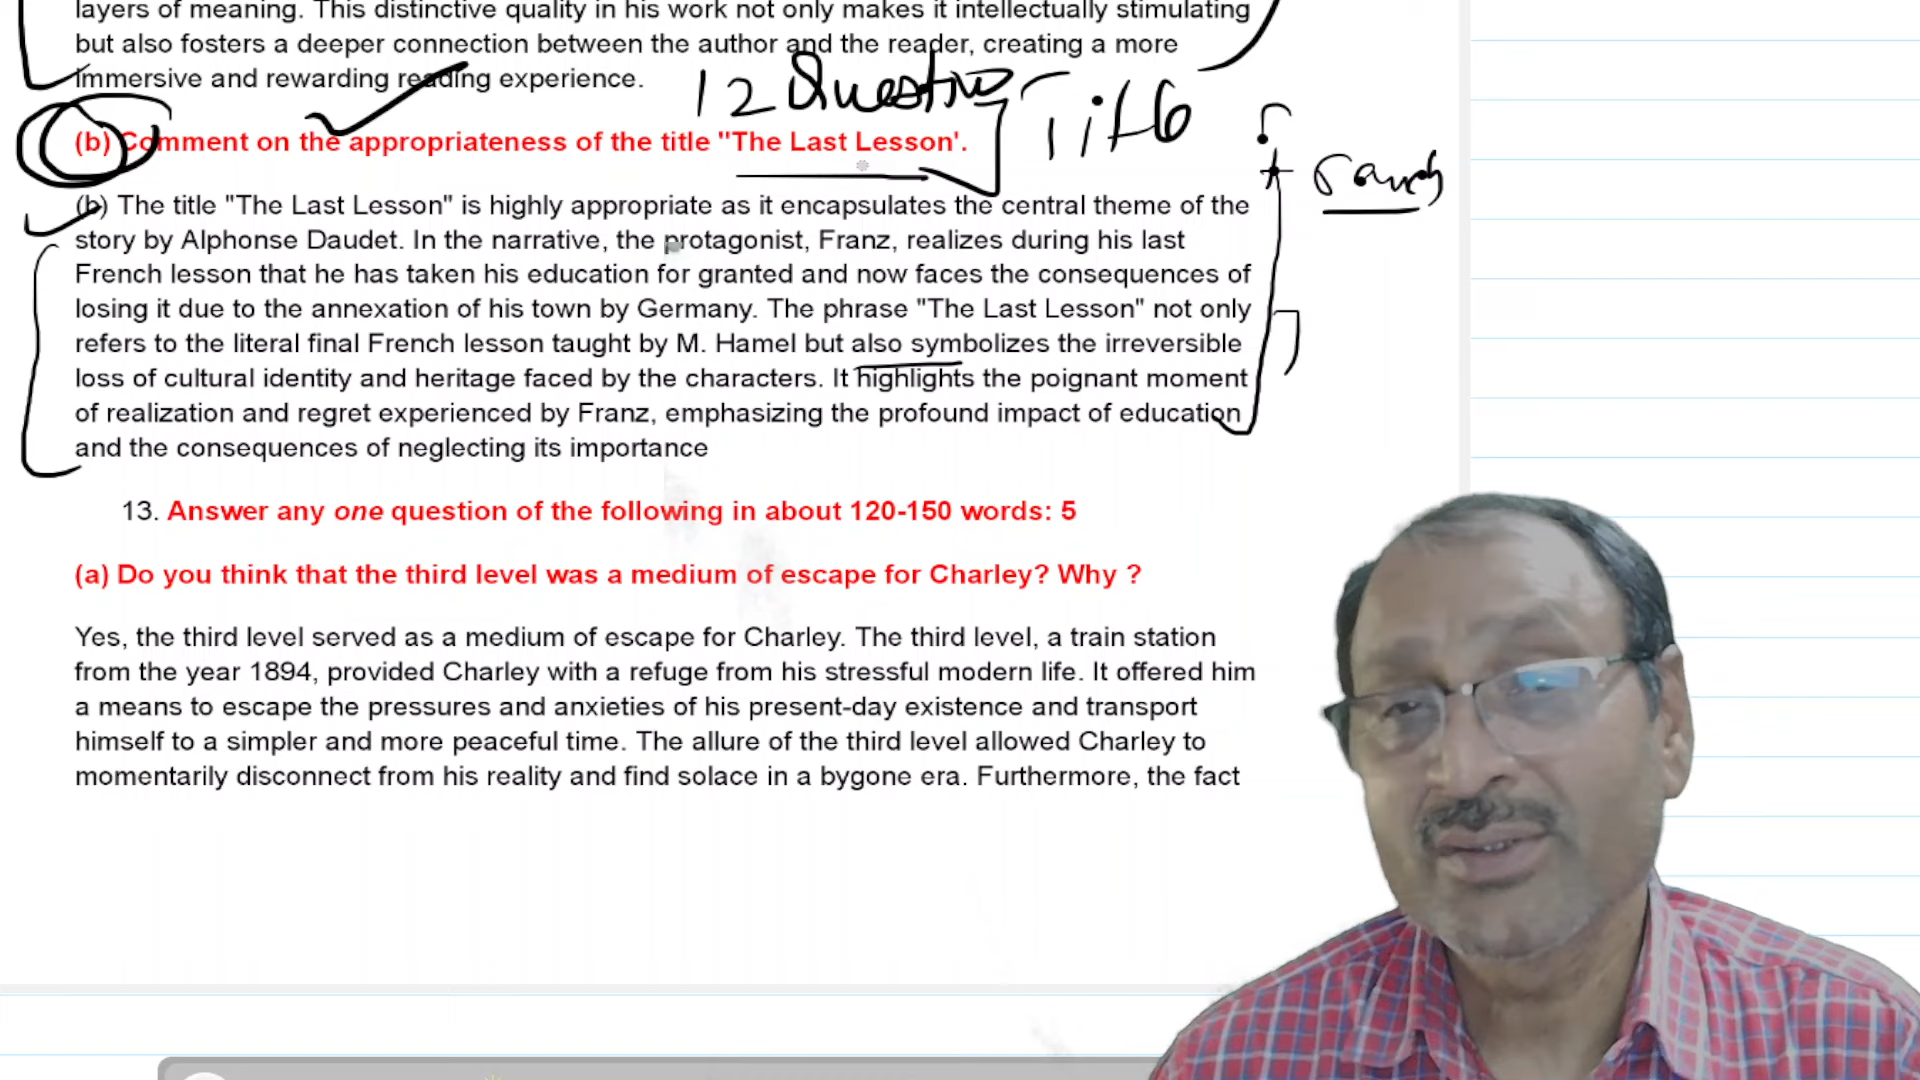 layers of meaning. This distinctive quality in his work not only makes it intellectually stimulating
but also fosters a deeper connection between the author and the reader, creating a more
immersive and rewarding reading experience.
12 Question
Title
(b) Comment on the appropriateness of the title "The Last Lesson'.
(b) The title "The Last Lesson" is highly appropriate as it encapsulates the central theme of the
story by Alphonse Daudet. In the narrative, the protagonist, Franz, realizes during his last
French lesson that he has taken his education for granted and now faces the consequences of
losing it due to the annexation of his town by Germany. The phrase "The Last Lesson" not only
refers to the literal final French lesson taught by M. Hamel but also symbolizes the irreversible
loss of cultural identity and heritage faced by the characters. It highlights the poignant moment
of realization and regret experienced by Franz, emphasizing the profound impact of education
and the consequences of neglecting its importance
13. Answer any one question of the following in about 120-150 words: 5
(a) Do you think that the third level was a medium of escape for Charley? Why ?
Yes, the third level served as a medium of escape for Charley. The third level, a train station
from the year 1894, provided Charley with a refuge from his stressful modern life. It offered him
a means to escape the pressures and anxieties of his present-day existence and transport
himself to a simpler and more peaceful time. The allure of the third level allowed Charley to
momentarily disconnect from his reality and find solace in a bygone era. Furthermore, the fact